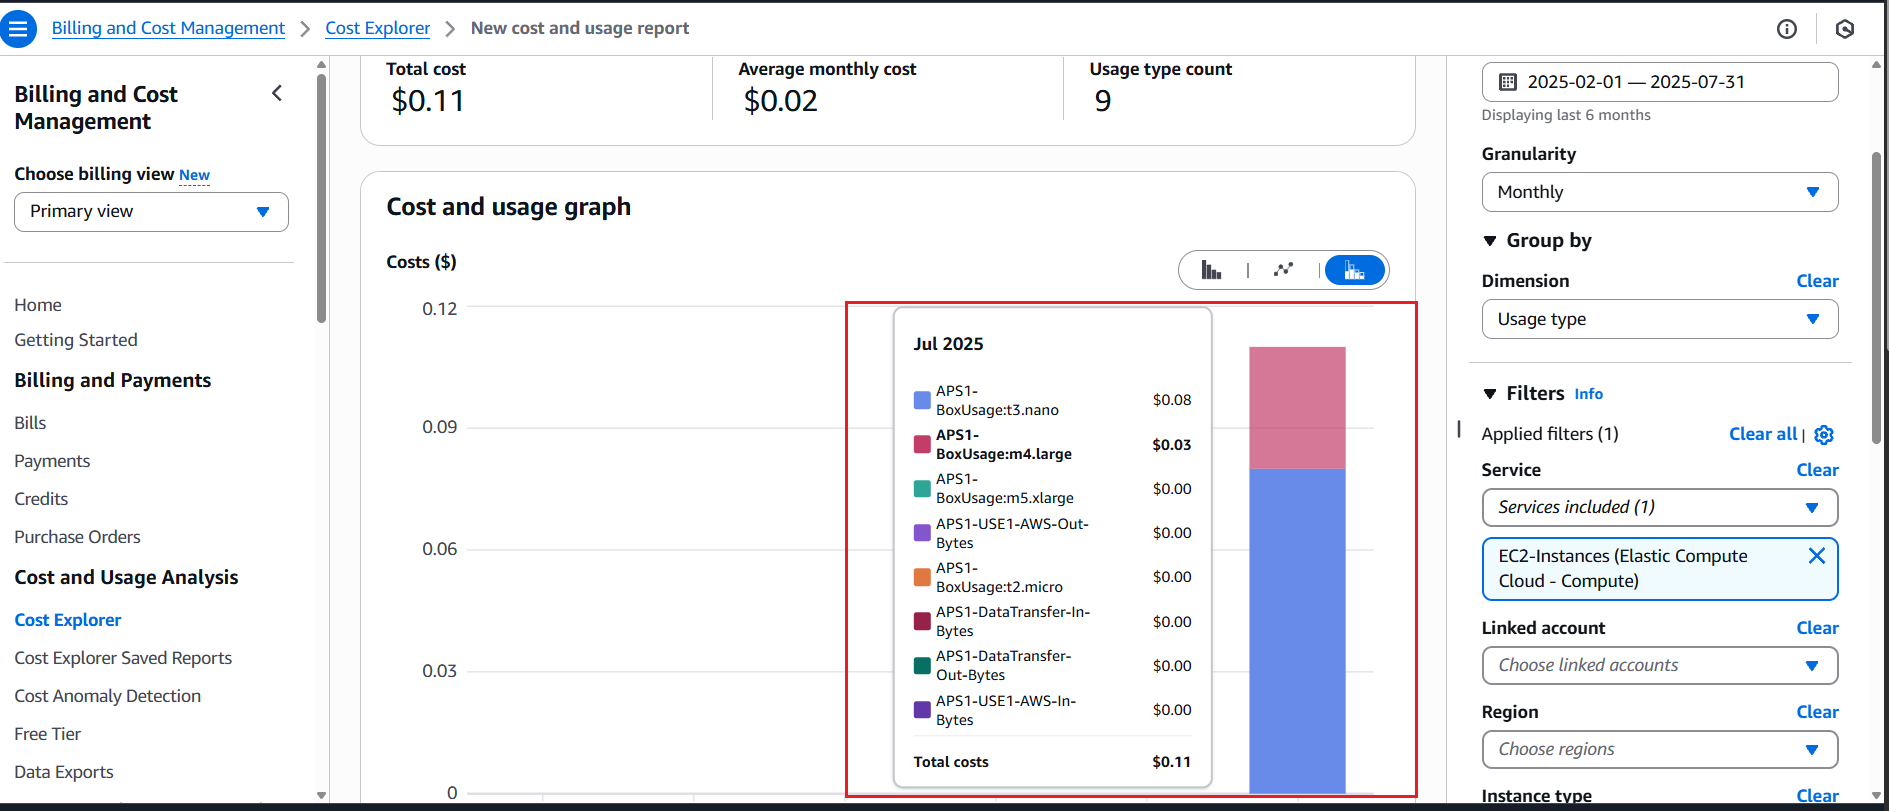 Billing and Cost Management > Cost Explorer > New cost and usage report
Billing and Cost
Management
Choose billing view New
Primary view
Home
Getting Started
Billing and Payments
Bills
Payments
Credits
Purchase Orders
Cost and Usage Analysis
Cost Explorer
Cost Explorer Saved Reports
Cost Anomaly Detection
Free Tier
Data Exports
Total cost
$0.11
Average monthly cost
$0.02
Usage type count
9
Cost and usage graph
Costs ($)
0.12
0.09
0.06
0.03
0
Jul 2025
APS1-
BoxUsage:t3.nano
$0.08
APS1-
BoxUsage:m4.large
$0.03
APS1-
BoxUsage:m5.xlarge
$0.00
APS1-USE1-AWS-Out-
Bytes
$0.00
APS1-
BoxUsage:t2.micro
$0.00
APS1-DataTransfer-In-
Bytes
$0.00
APS1-DataTransfer-
Out-Bytes
$0.00
APS1-USE1-AWS-In-
Bytes
$0.00
Total costs
$0.11
2025-02-01 — 2025-07-31
Displaying last 6 months
Granularity
Monthly
Group by
Dimension
Clear
Usage type
Filters Info
Applied filters (1)
Clear all
Service
Clear
Services included (1)
EC2-Instances (Elastic Compute
Cloud - Compute)
Linked account
Clear
Choose linked accounts
Region
Clear
Choose regions
Instance type
Clear